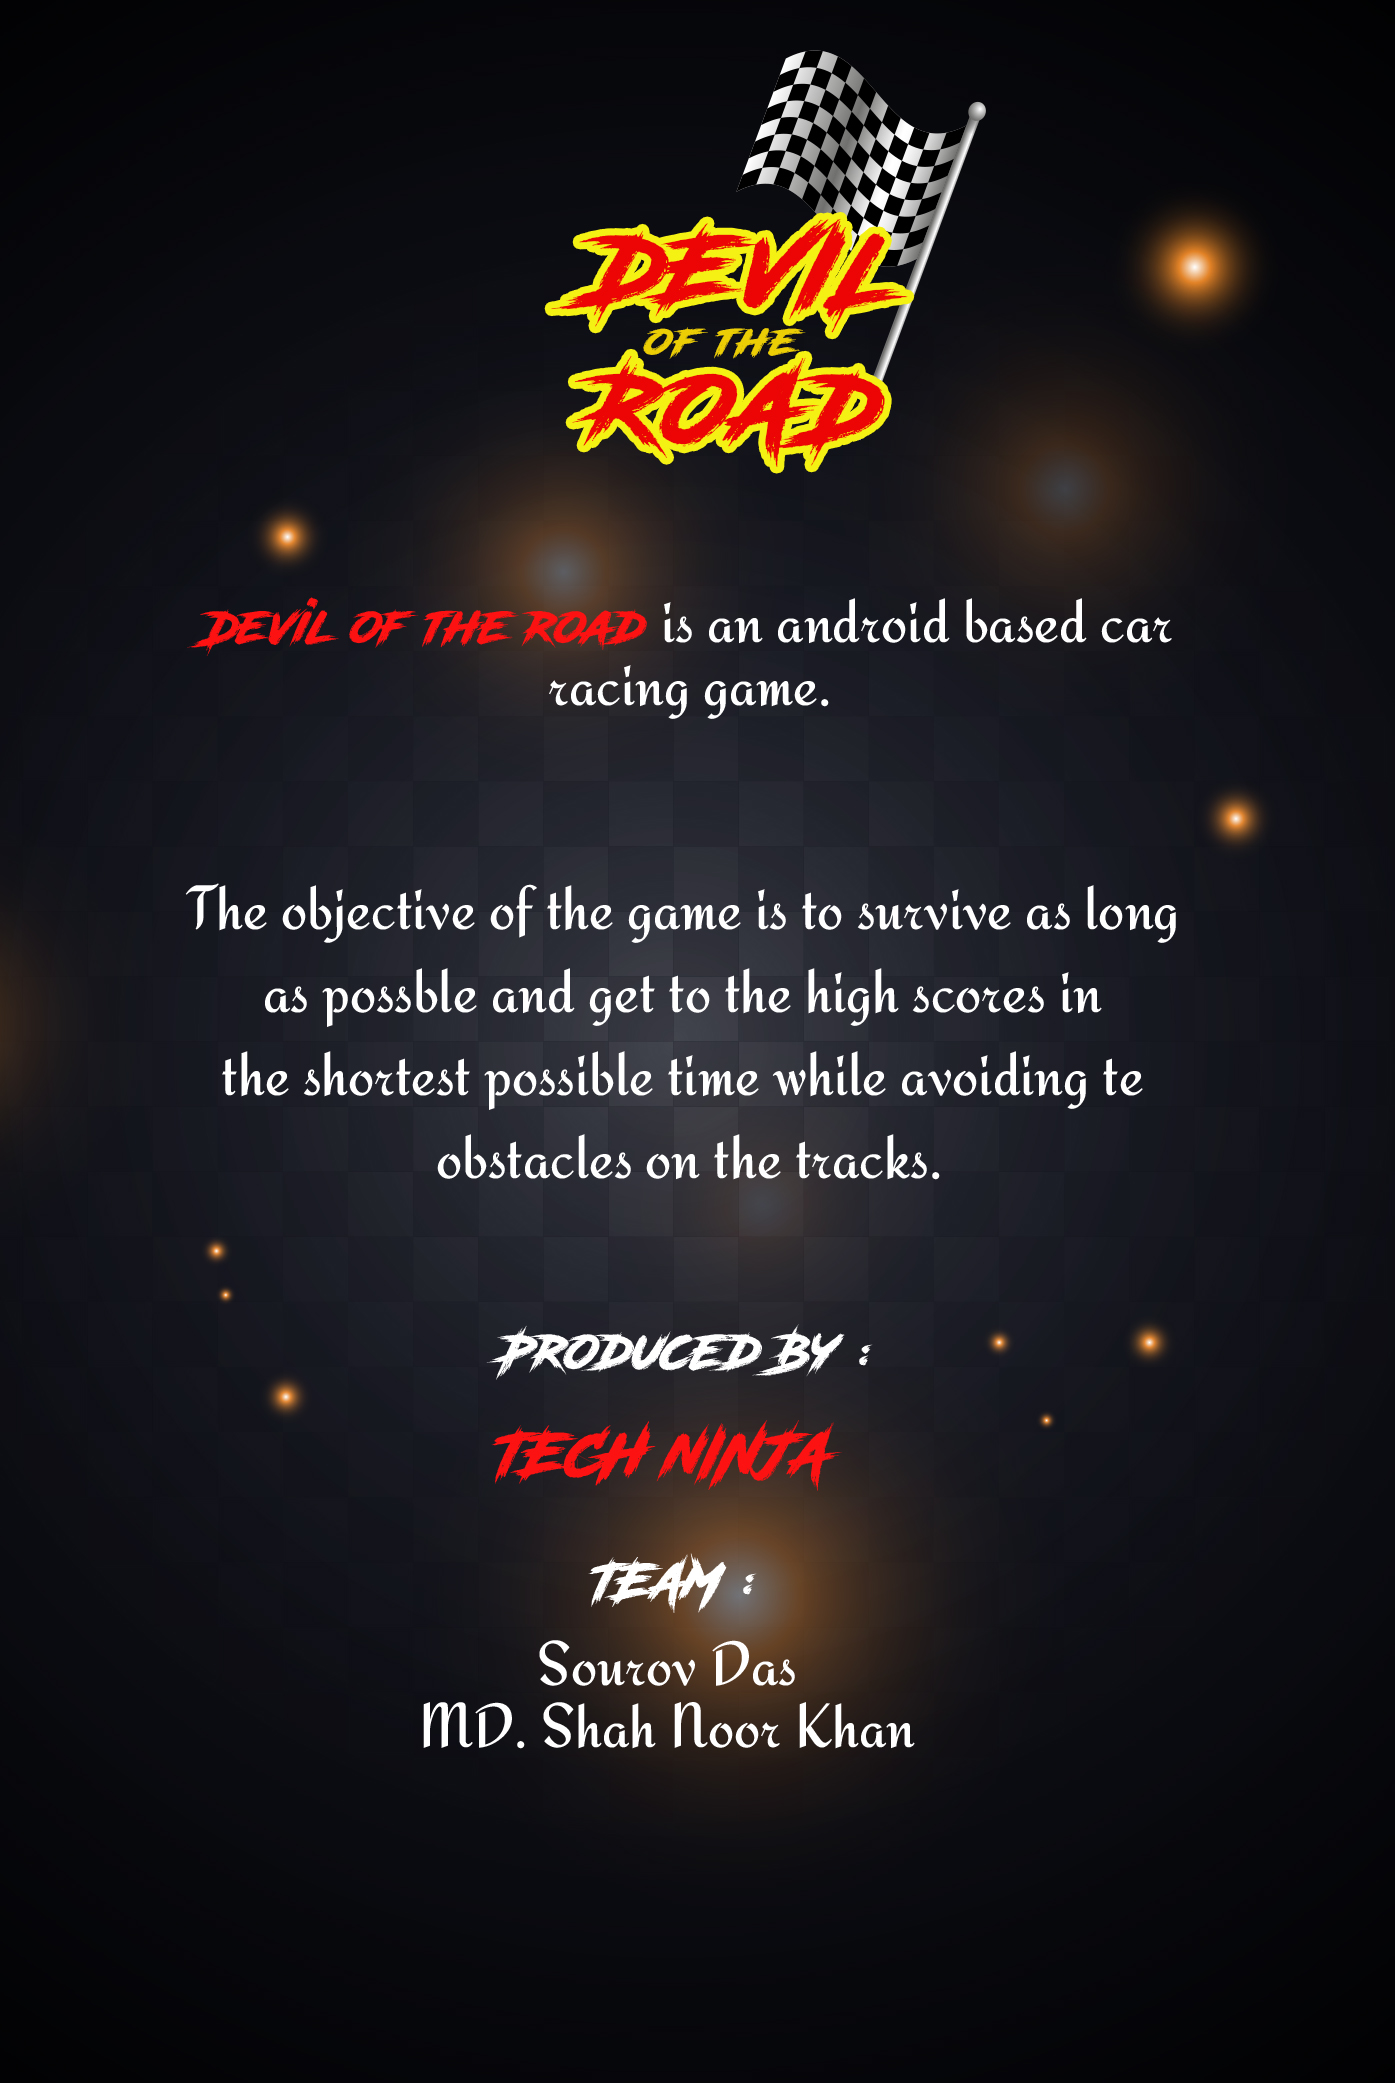 DEVIL
OF THE
ROAD
DEVIL OF THE ROAD is an android based car
racing game.
The objective of the game is to survive as long
as possble and get to the high scores in
the shortest possible time while avoiding te
obstacles on the tracks.
PRODUCED BY :
TECH NINJA
TEAM :
Sourov Das
MD. Shah Noor Khan